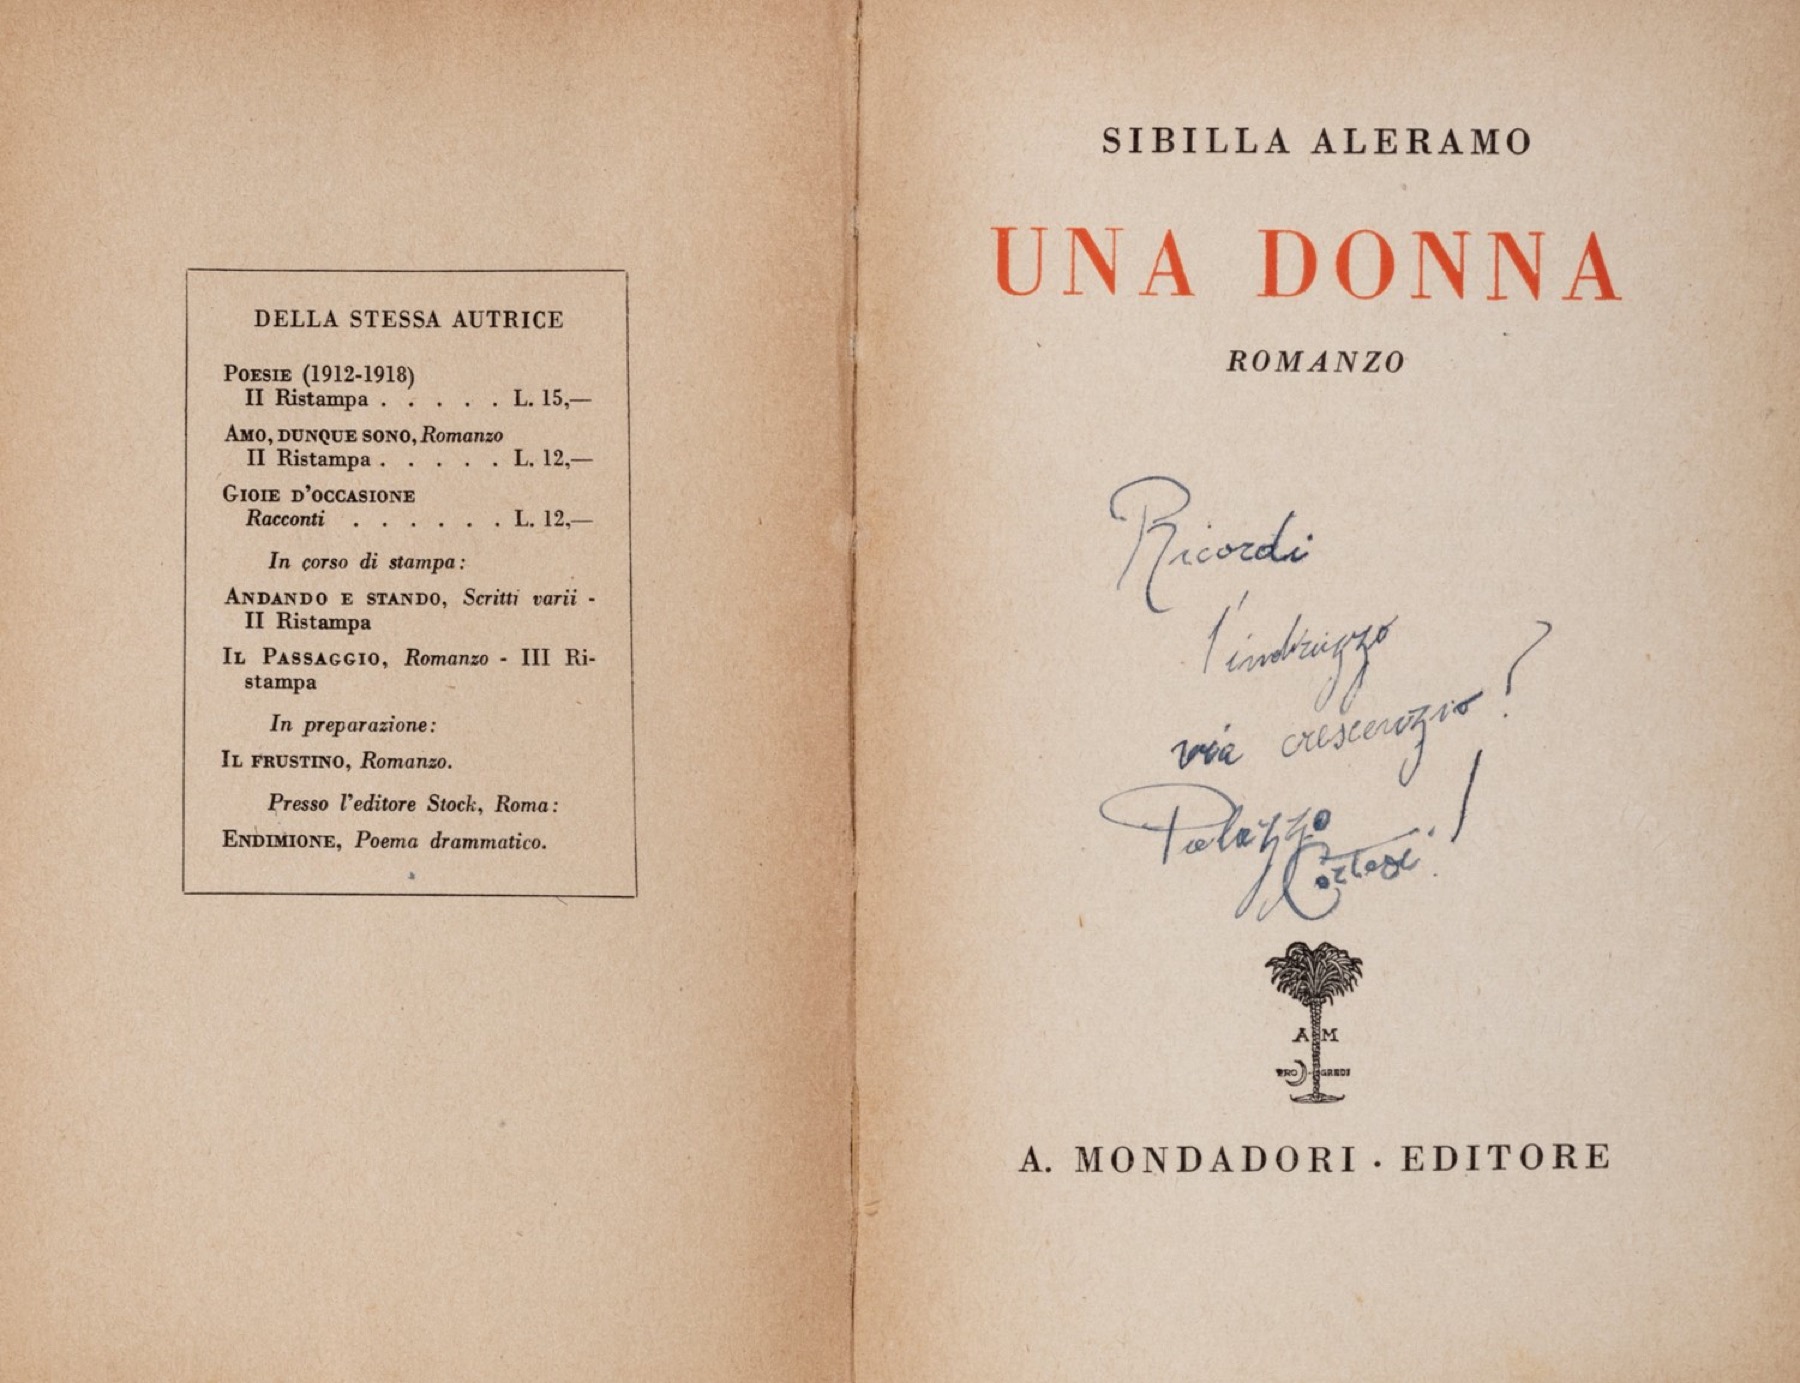 DELLA STESSA AUTRICE
POESIE (1912-1918)
II Ristampa . . . . . L. 15,—
AMO, DUNQUE SONO, Romanzo
II Ristampa . . . . . L. 12,—
GIOIE D'OCCASIONE
Racconti . . . . . . L. 12,—
In corso di stampa:
ANDANDO E STANDO, Scritti varii -
II Ristampa
IL PASSAGGIO, Romanzo - III Ri-
stampa
In preparazione:
IL FRUSTINO, Romanzo.
Presso l'editore Stock, Roma:
ENDIMIONE, Poema drammatico.
SIBILLA ALERAMO
UNA DONNA
ROMANZO
Ricordi
l'indirizzo
via crescenzio?
Palazzo
Cortesi!
A M
PRO-GREDI
A. MONDADORI · EDITORE